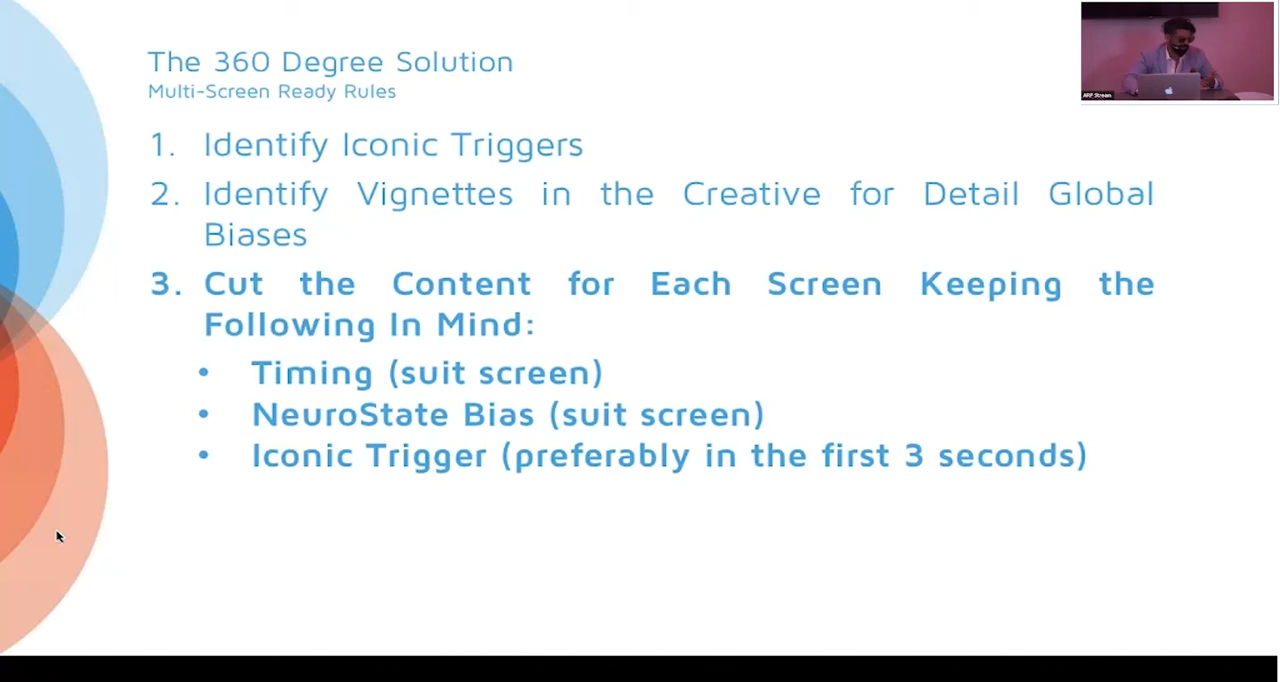 The 360 Degree Solution
Multi-Screen Ready Rules
1. Identify Iconic Triggers
2. Identify Vignettes in the Creative for Detail Global
Biases
3. Cut the Content for Each Screen Keeping the
Following In Mind:
• Timing (suit screen)
• NeuroState Bias (suit screen)
• Iconic Trigger (preferably in the first 3 seconds)
ARF Stream